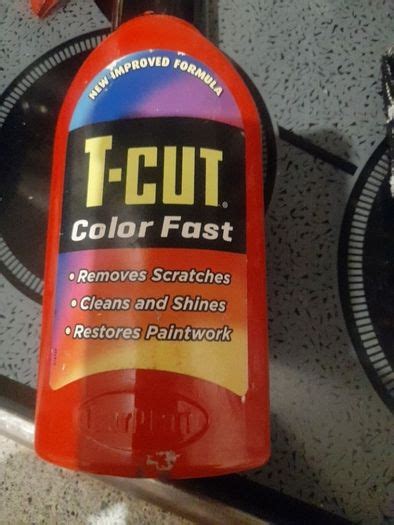 NEW IMPROVED FORMULA
T-CUT®
Color Fast
• Removes Scratches
• Cleans and Shines
• Restores Paintwork